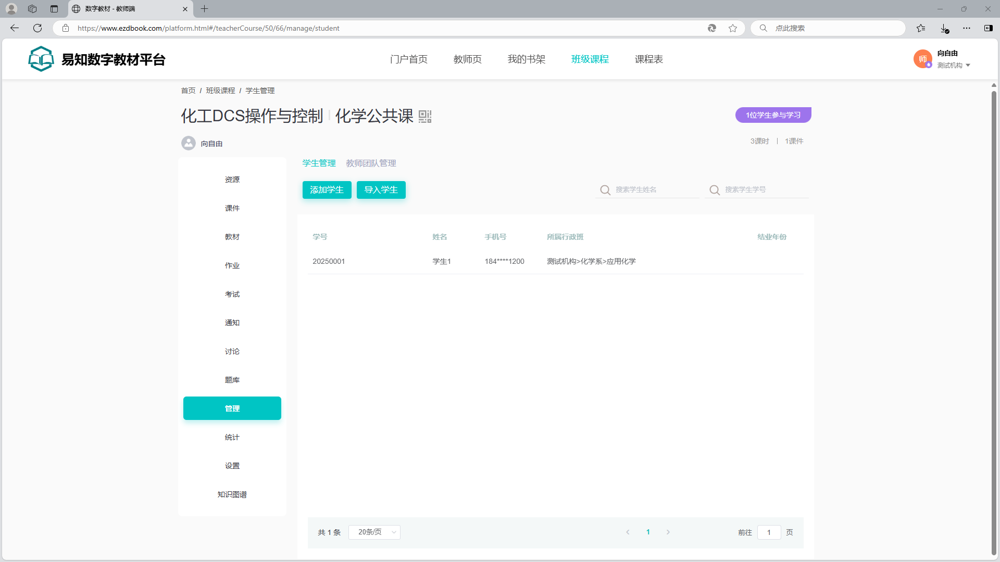 数字教材 - 教师端
https://www.ezdbook.com/platform.html#/teacherCourse/50/66/manage/student
点此搜索
易知数字教材平台
门户首页 教师页 我的书架 班级课程 课程表
师
向自由
测试机构
首页 / 班级课程 / 学生管理
化工DCS操作与控制 化学公共课
1位学生参与学习
向自由
3课时 | 1课件
资源
课件
教材
作业
考试
通知
讨论
题库
管理
统计
设置
知识图谱
学生管理 教师团队管理
添加学生 导入学生
搜索学生姓名 搜索学生学号
学号 姓名 手机号 所属行政班 结业年份
20250001 学生1 184****1200 测试机构>化学系>应用化学
共 1 条 20条/页 1 前往 1 页